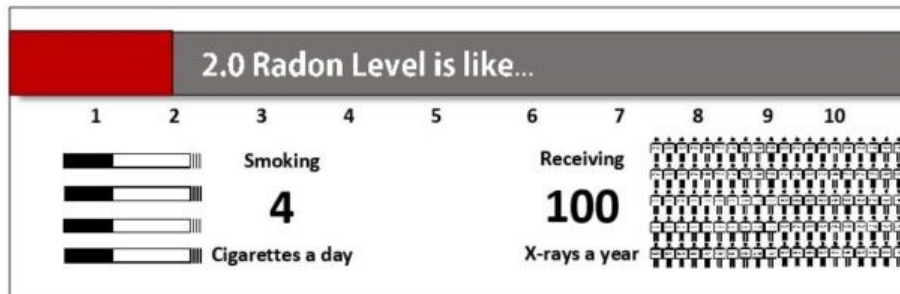 2.0 Radon Level is like...
1 2 3 4 5 6 7 8 9 10
Smoking
4
Cigarettes a day
Receiving
100
X-rays a year